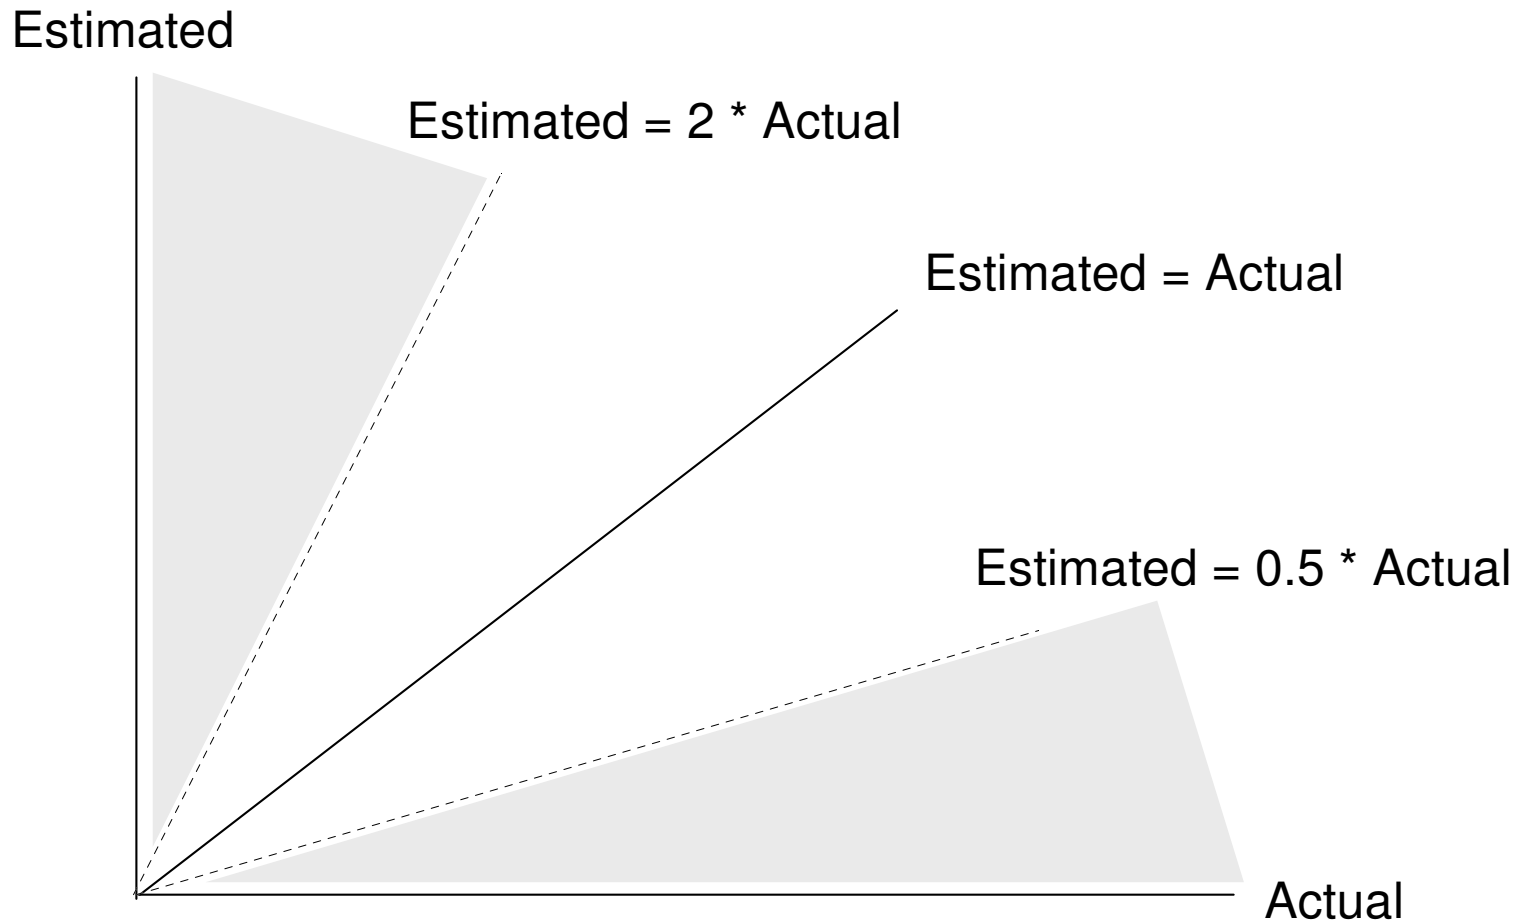 Estimated
Estimated = 2 * Actual
Estimated = Actual
Estimated = 0.5 * Actual
Actual